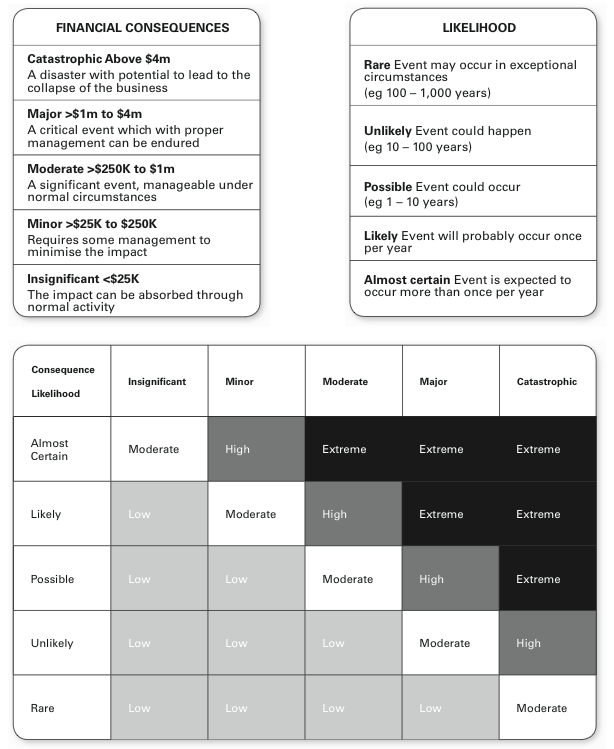 FINANCIAL CONSEQUENCES
Catastrophic Above $4m
A disaster with potential to lead to the
collapse of the business
Major >$1m to $4m
A critical event which with proper
management can be endured
Moderate >$250K to $1m
A significant event, manageable under
normal circumstances
Minor >$25K to $250K
Requires some management to
minimise the impact
Insignificant <$25K
The impact can be absorbed through
normal activity
LIKELIHOOD
Rare Event may occur in exceptional
circumstances
(eg 100 – 1,000 years)
Unlikely Event could happen
(eg 10 – 100 years)
Possible Event could occur
(eg 1 – 10 years)
Likely Event will probably occur once
per year
Almost certain Event is expected to
occur more than once per year
Consequence
Likelihood
Insignificant
Minor
Moderate
Major
Catastrophic
Almost
Certain
Moderate
High
Extreme
Extreme
Extreme
Likely
Low
Moderate
High
Extreme
Extreme
Possible
Low
Low
Moderate
High
Extreme
Unlikely
Low
Low
Low
Moderate
High
Rare
Low
Low
Low
Low
Moderate